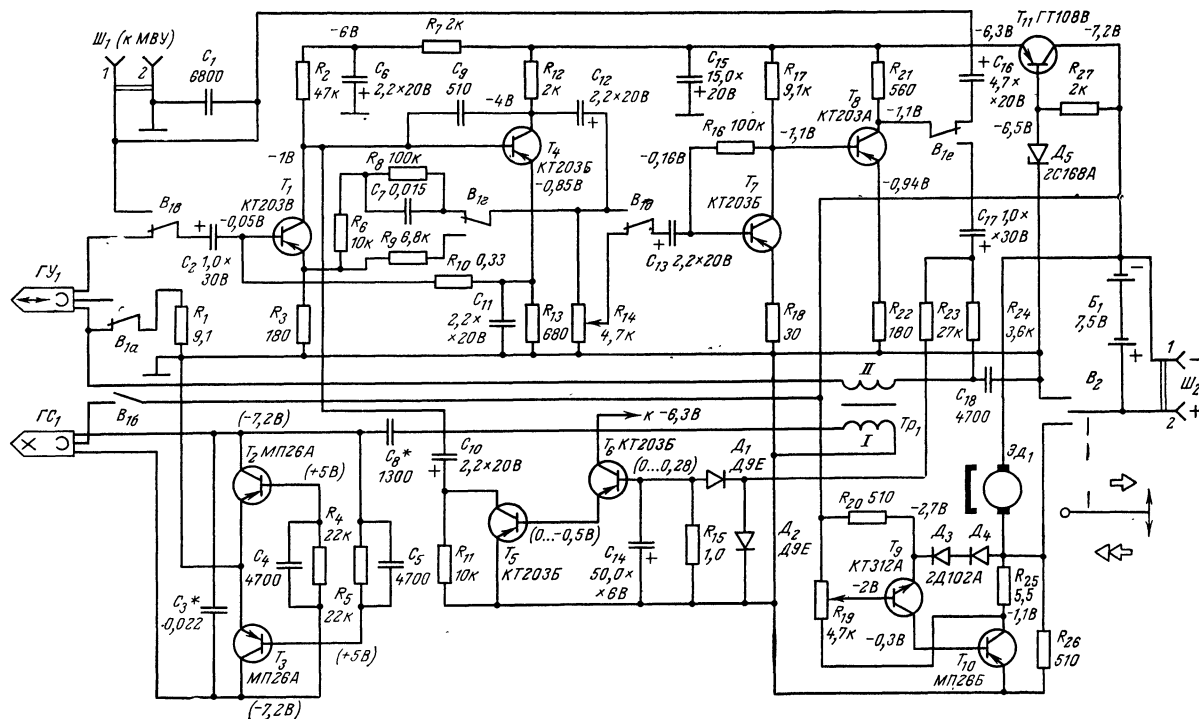 Ш₁ (к МВУ)
1
2
C₁
6800
-6В
R₇ 2к
R₂
47к
C₆
2,2×20В
C₉
510
R₁₂
2к
C₁₂
2,2×20В
-4В
C₁₅
15,0×
20В
R₁₇
9,1к
R₂₁
560
-6,3В
T₁₁ ГТ108В
-7,2В
C₁₆
4,7×
×20В
R₂₇
2к
T₈
КТ203А
-1,1В
В₁е
-6,5В
Д₅
2С168А
R₁₆ 100к
-1,1В
-0,16В
-0,94В
T₇
КТ203Б
T₄
КТ203Б
-0,85В
-1В
T₁
КТ203В
R₈ 100к
C₇ 0,015
В₁г
В₁д
В₁в
-0,05В
C₂ 1,0×
30В
R₆
10к
R₉ 6,8к
R₁₀ 0,33
C₁₃ 2,2×20В
C₁₇ 1,0×
×30В
ГУ₁
В₁а
R₁
9,1
R₃
180
C₁₁
2,2×
×20В
R₁₃
680
R₁₄
4,7к
R₁₈
30
R₂₂
180
R₂₃
27к
R₂₄
3,6к
Б₁
7,5В
1
Ш₂
2
В₂
II
C₁₈
4700
Тр₁
I
ГС₁
В₁б
(-7,2В)
T₂ МП26А
(+5В)
C₈*
1300
C₁₀
2,2×20В
к -6,3В
T₆ КТ203Б
(0...0,28)
Д₁
Д9Е
ЭД₁
R₂₀ 510
-2,7В
R₄
22к
C₄
4700
C₅
4700
R₅
22к
R₁₁
10к
T₅
КТ203Б
(0...-0,5В)
C₁₄
50,0×
×6В
R₁₅
1,0
Д₂
Д9Е
T₉
КТ312А
Д₃
Д₄
2Д102А
R₂₅
5,5
-2В
-1,1В
R₁₉
4,7к
-0,3В
R₂₆
510
T₁₀
МП26Б
C₃*
0,022
T₃
МП26А
(+5В)
(-7,2В)